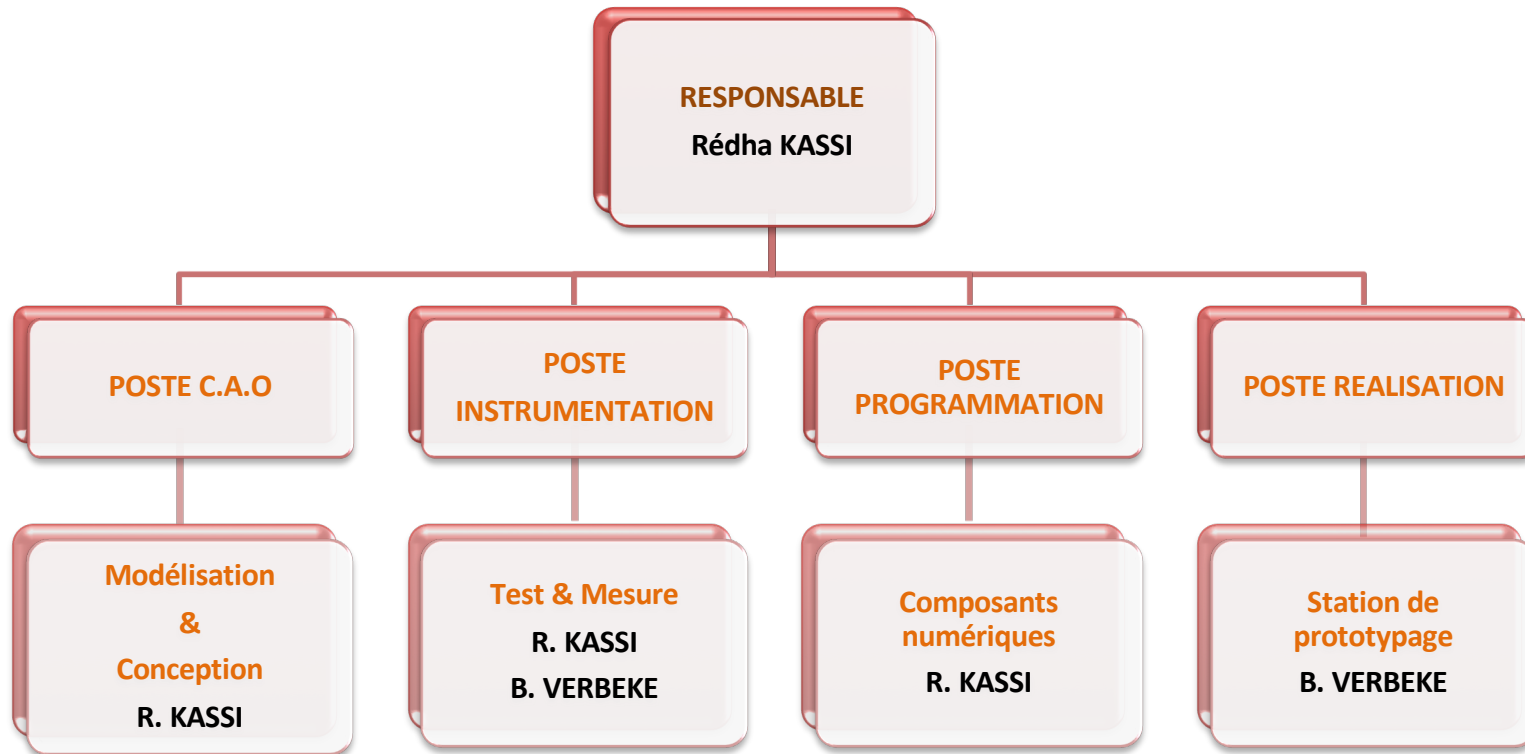 RESPONSABLE
Rédha KASSI
POSTE C.A.O
POSTE
INSTRUMENTATION
POSTE
PROGRAMMATION
POSTE REALISATION
Modélisation
&
Conception
R. KASSI
Test & Mesure
R. KASSI
B. VERBEKE
Composants
numériques
R. KASSI
Station de
prototypage
B. VERBEKE